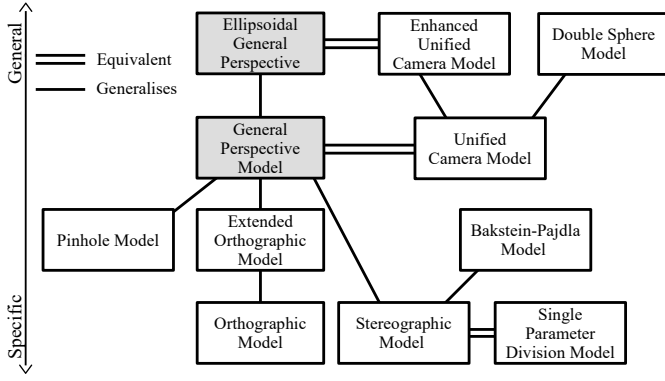 General
Specific
Equivalent
Generalises
Ellipsoidal
General
Perspective
Enhanced
Unified
Camera Model
Double Sphere
Model
General
Perspective
Model
Unified
Camera Model
Pinhole Model
Extended
Orthographic
Model
Bakstein-Pajdla
Model
Orthographic
Model
Stereographic
Model
Single
Parameter
Division Model